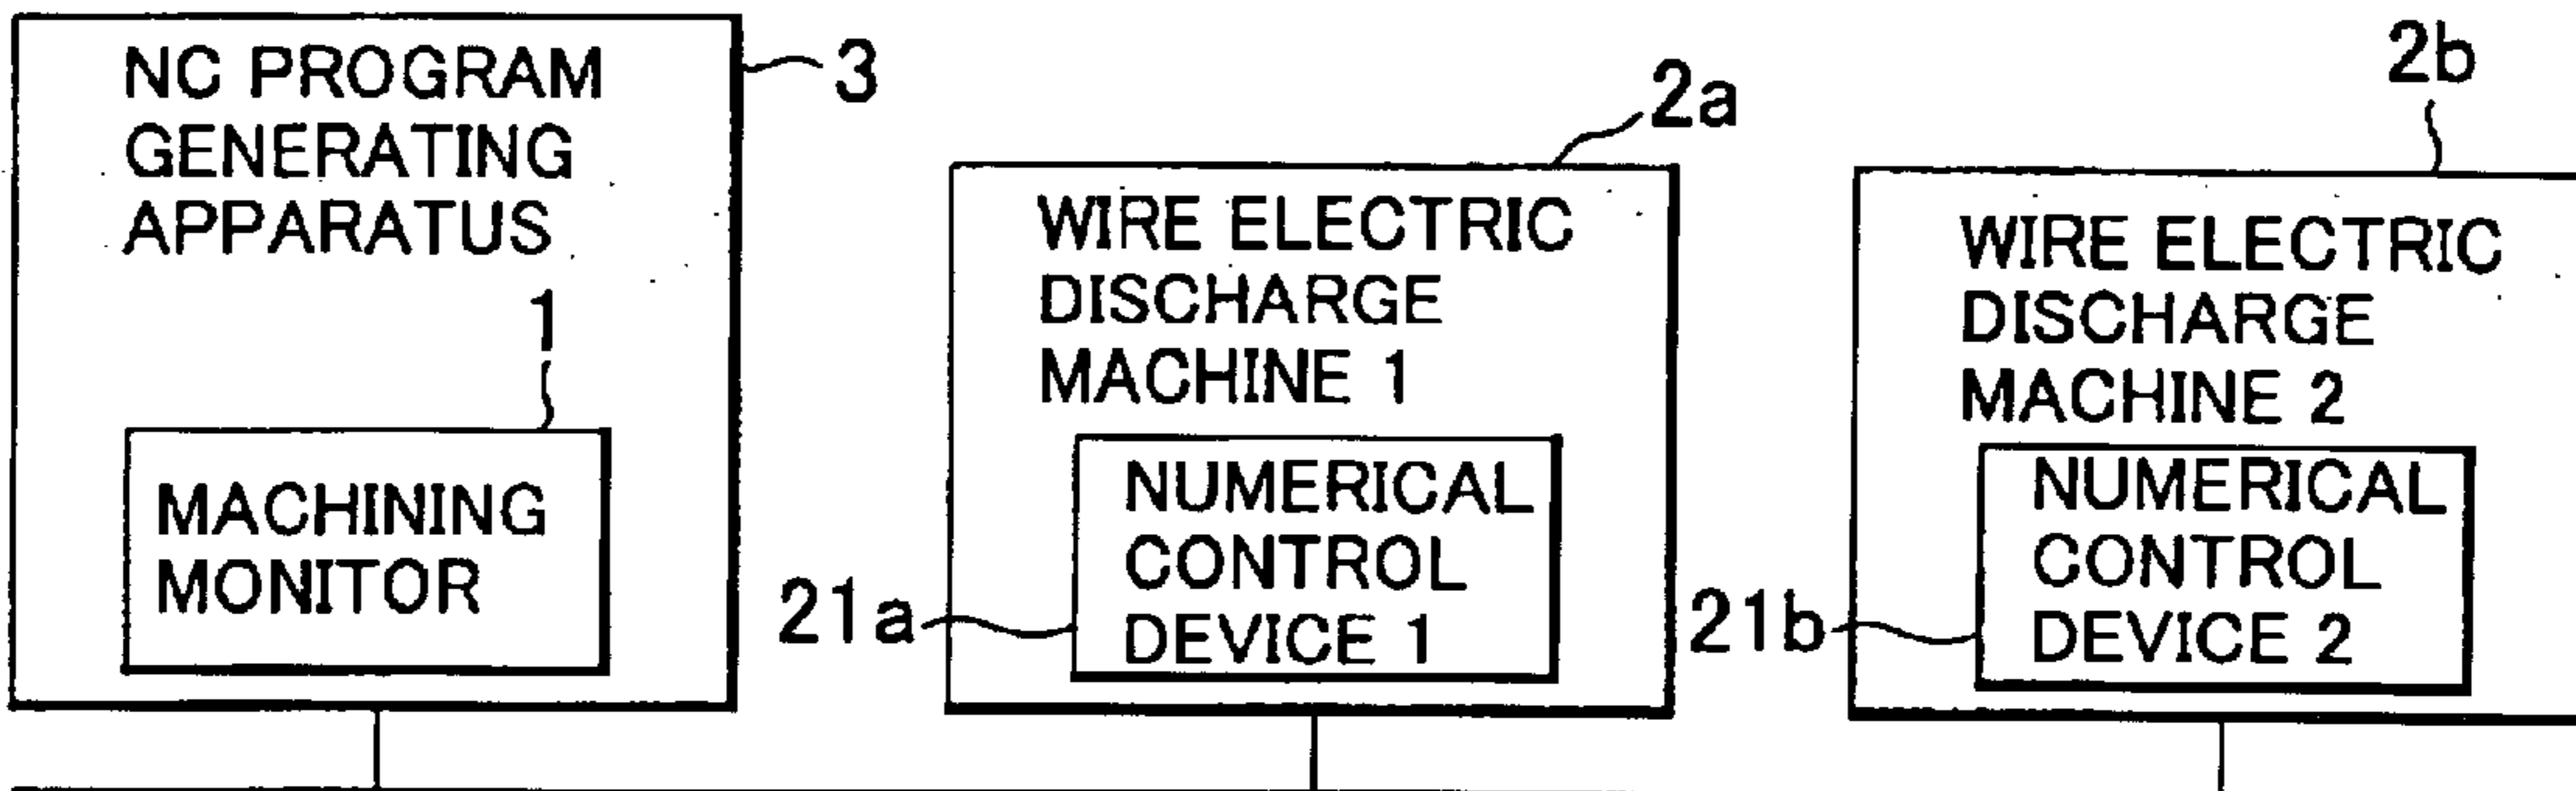 NC PROGRAM
GENERATING
APPARATUS
3
1
MACHINING
MONITOR
2a
WIRE ELECTRIC
DISCHARGE
MACHINE 1
21a
NUMERICAL
CONTROL
DEVICE 1
2b
WIRE ELECTRIC
DISCHARGE
MACHINE 2
21b
NUMERICAL
CONTROL
DEVICE 2